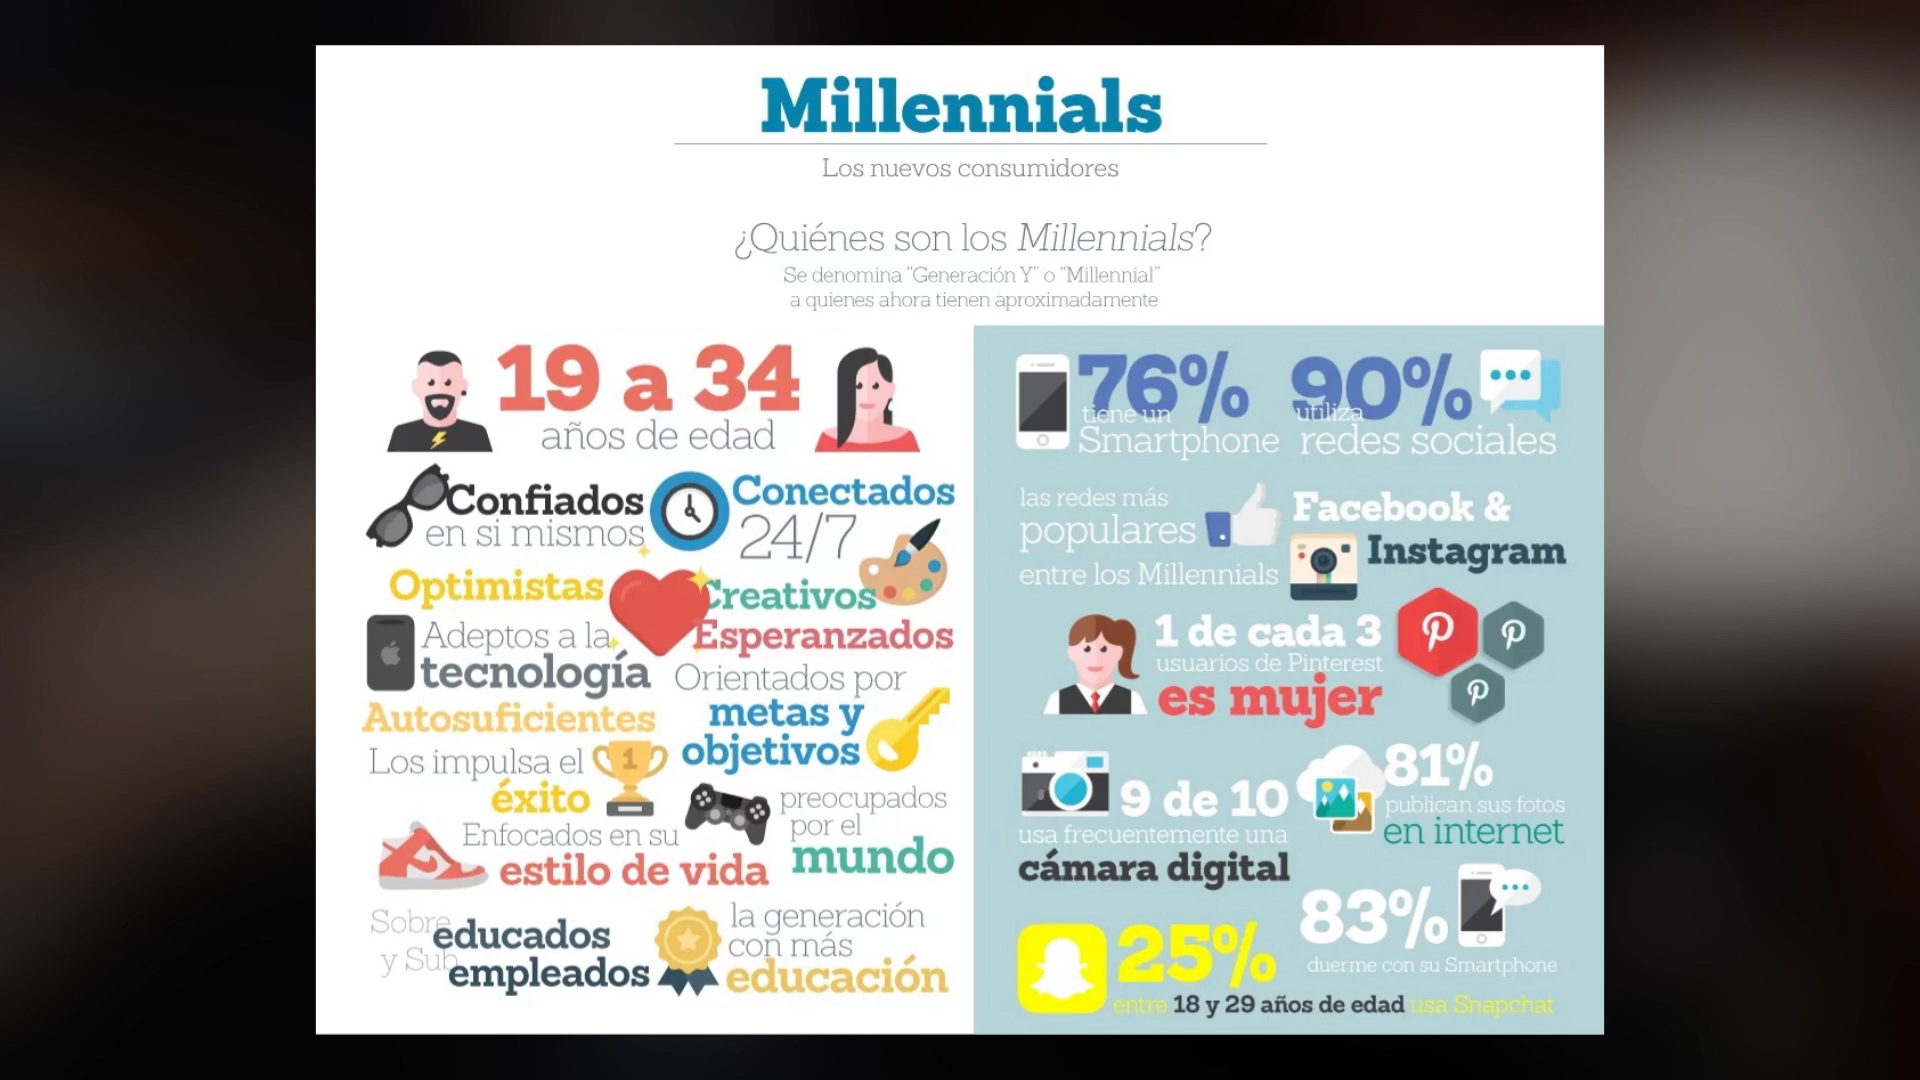 Millennials
Los nuevos consumidores
¿Quiénes son los Millennials?
Se denomina “Generación Y” o “Millennial”
a quienes ahora tienen aproximadamente
19 a 34
años de edad
Confiados
en si mismos
Conectados
24/7
Optimistas
Creativos
Adeptos a la
tecnología
Esperanzados
Orientados por
metas y
objetivos
Autosuficientes
Los impulsa el
éxito
1
Enfocados en su
estilo de vida
preocupados
por el
mundo
Sobre
educados
y Sub
empleados
la generación
con más
educación
76%
tiene un
Smartphone
90%
utiliza
redes sociales
las redes más
populares
entre los Millennials
Facebook &
Instagram
1 de cada 3
usuarios de Pinterest
es mujer
9 de 10
usa frecuentemente una
cámara digital
81%
publican sus fotos
en internet
83%
duerme con su Smartphone
25%
entre 18 y 29 años de edad usa Snapchat